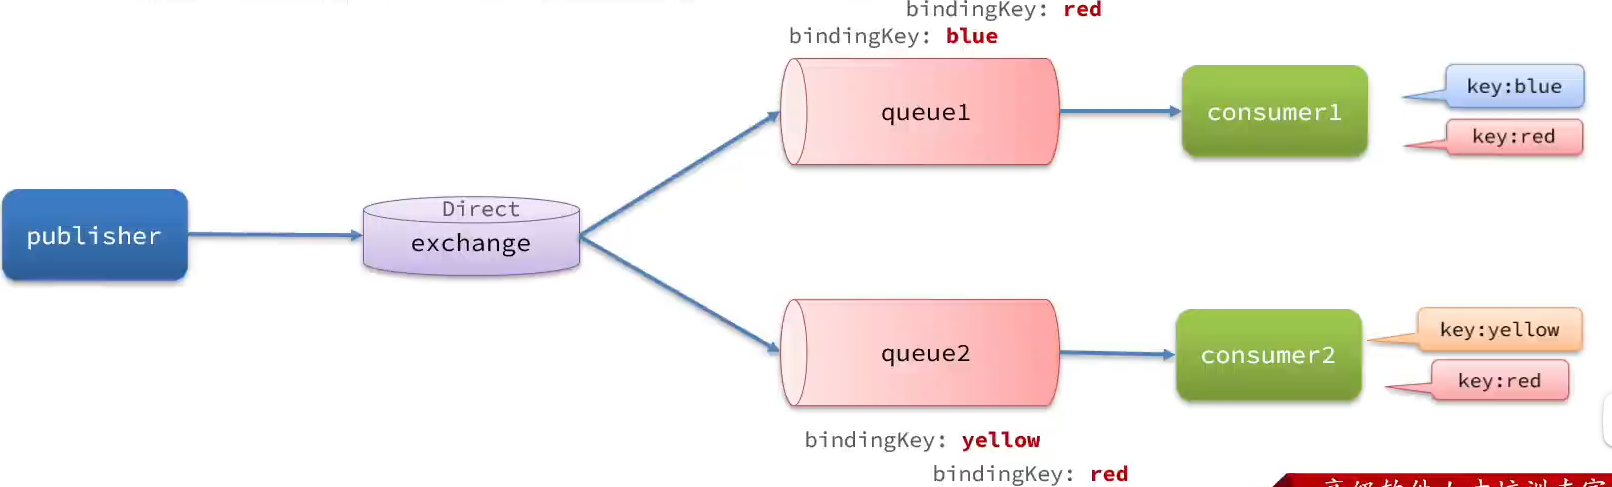 bindingKey: red
bindingKey: blue
queue1
consumer1
key:blue
key:red
publisher
Direct
exchange
queue2
consumer2
key:yellow
key:red
bindingKey: yellow
bindingKey: red